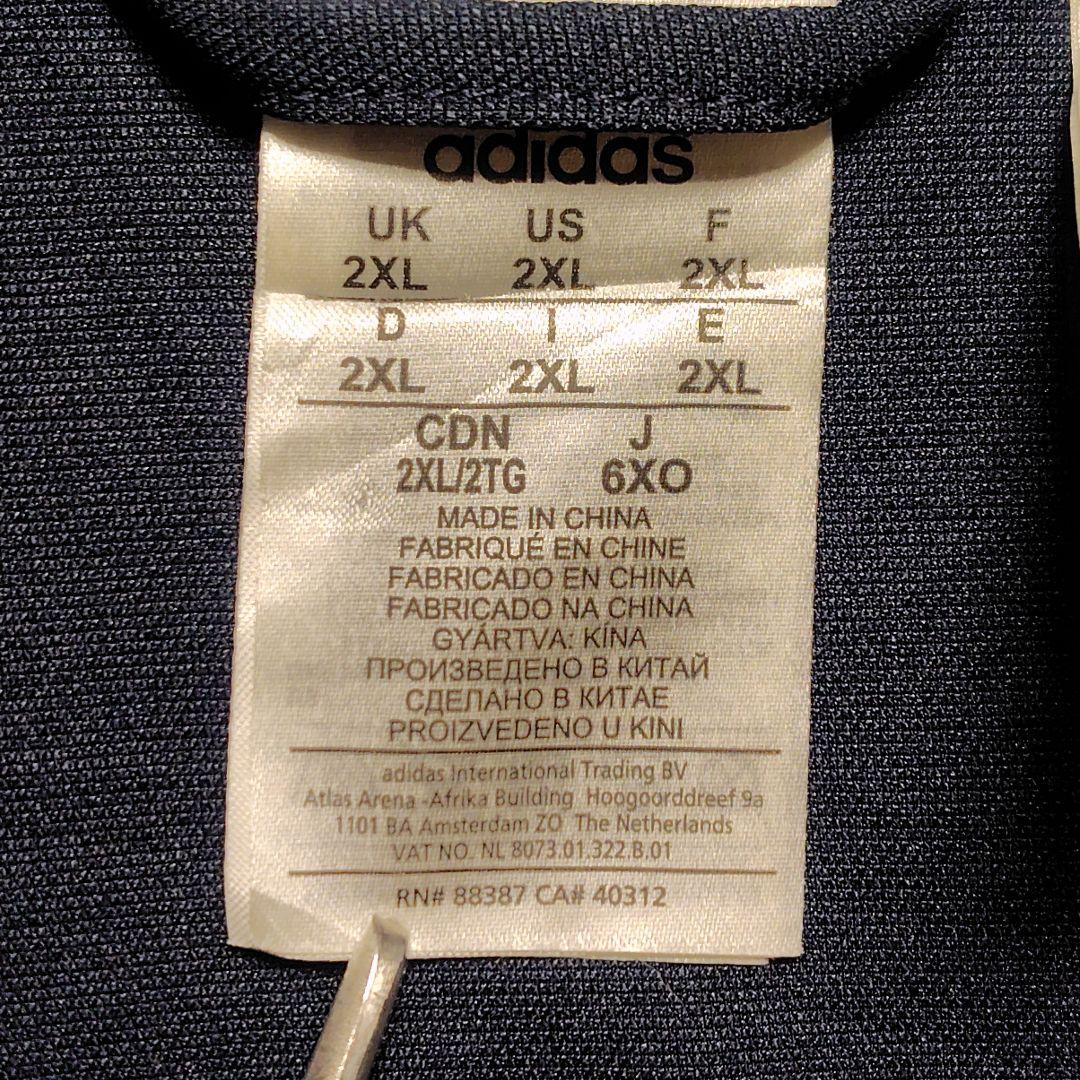 adidas
UK US F
2XL 2XL 2XL
D I E
2XL 2XL 2XL
CDN J
2XL/2TG 6XO
MADE IN CHINA
FABRIQUÉ EN CHINE
FABRICADO EN CHINA
FABRICADO NA CHINA
GYÁRTVA: KÍNA
ПРОИЗВЕДЕНО В КИТАЙ
СДЕЛАНО В КИТАЕ
PROIZVEDENO U KINI
adidas International Trading BV
Atlas Arena -Afrika Building Hoogoorddreef 9a
1101 BA Amsterdam ZO The Netherlands
VAT NO. NL 8073.01.322.B.01
RN# 88387 CA# 40312